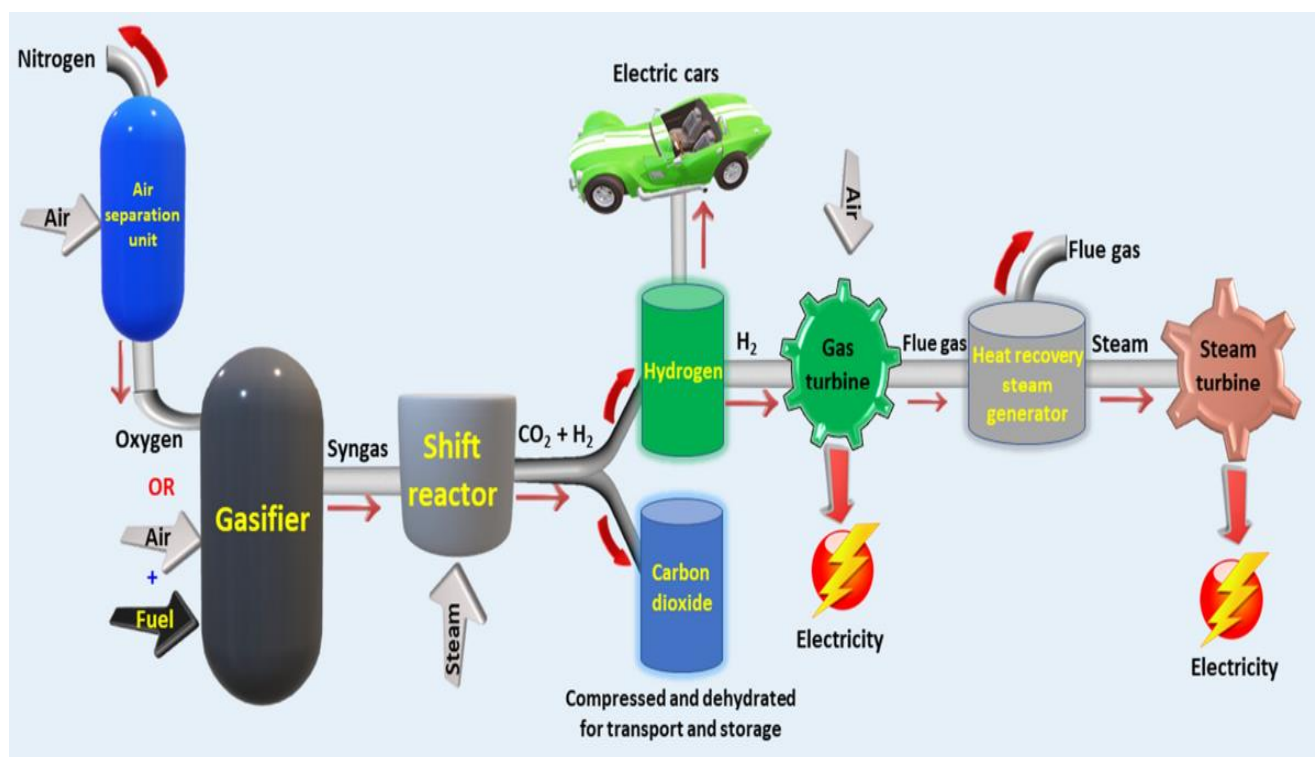 Nitrogen
Air
separation
unit
Air
Oxygen
OR
Air
+
Fuel
Gasifier
Syngas
Shift
reactor
Steam
CO₂ + H₂
Electric cars
Hydrogen
Carbon
dioxide
Compressed and dehydrated
for transport and storage
H₂
Air
Gas
turbine
Electricity
Flue gas
Flue gas
Heat recovery
steam
generator
Steam
Steam
turbine
Electricity